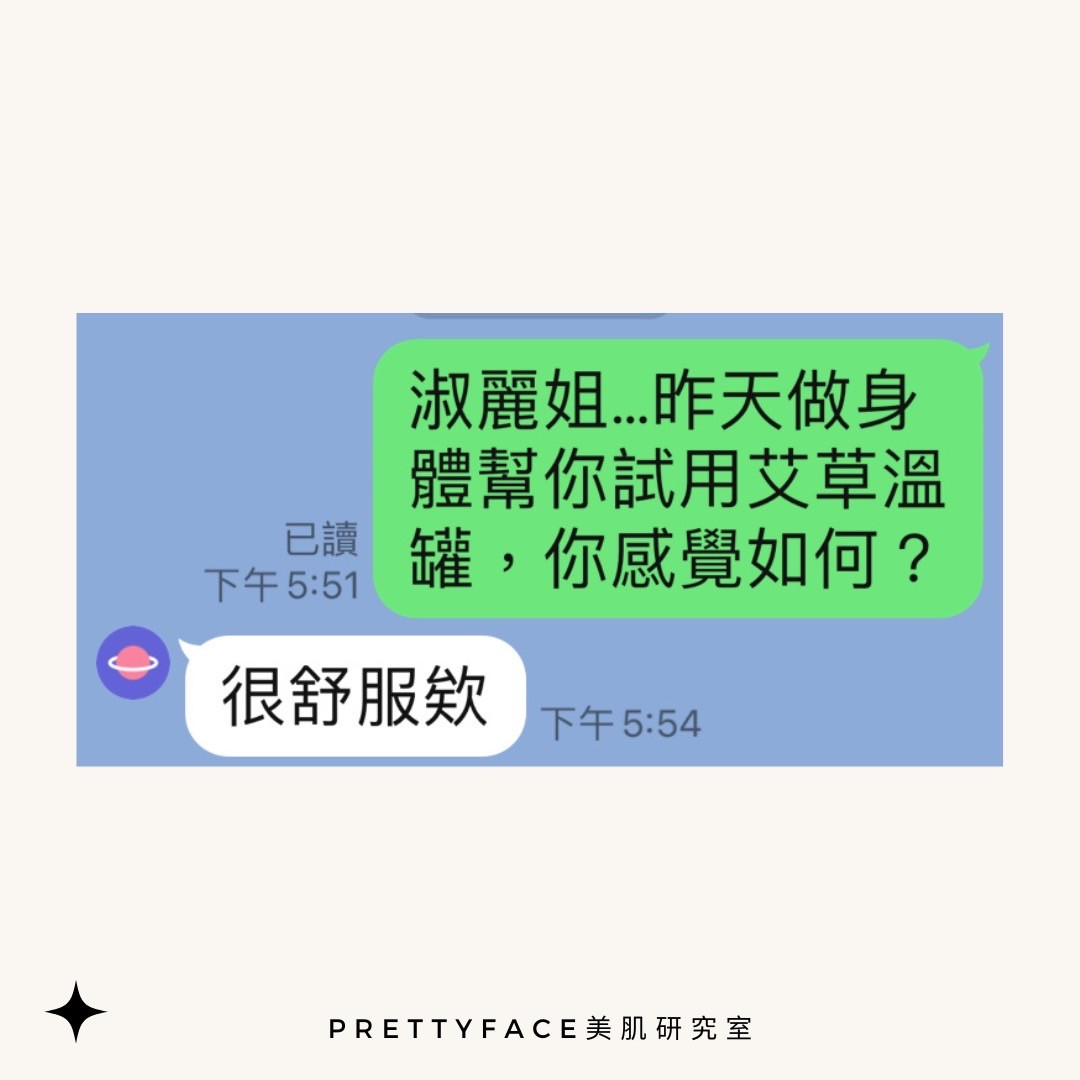 淑麗姐...昨天做身
體幫你試用艾草溫
罐，你感覺如何？
已讀
下午 5:51
很舒服欸
下午 5:54
PRETTYFACE美肌研究室